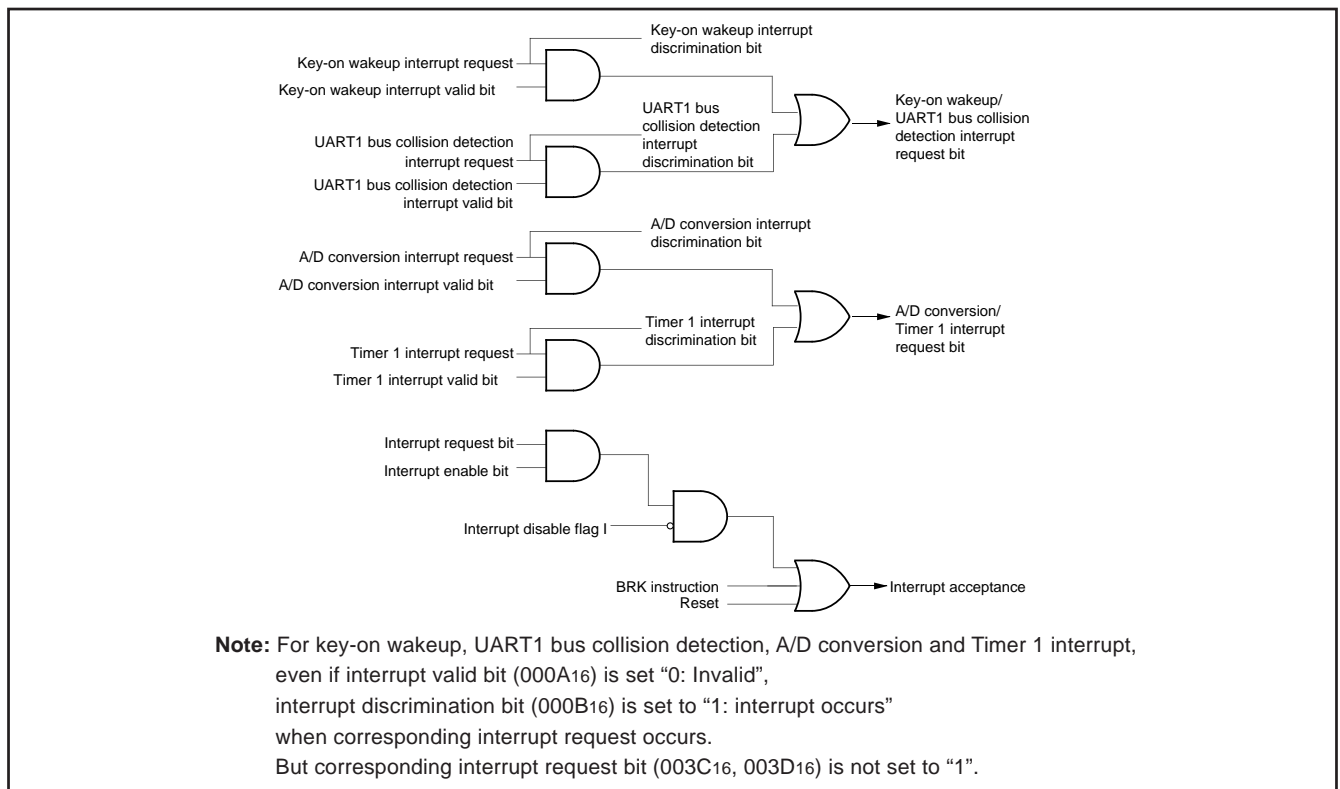 Key-on wakeup interrupt
discrimination bit
Key-on wakeup interrupt request
Key-on wakeup interrupt valid bit
Key-on wakeup/
UART1 bus collision
detection interrupt
request bit
UART1 bus
collision detection
interrupt
discrimination bit
UART1 bus collision detection
interrupt request
UART1 bus collision detection
interrupt valid bit
A/D conversion interrupt
discrimination bit
A/D conversion interrupt request
A/D conversion interrupt valid bit
A/D conversion/
Timer 1 interrupt
request bit
Timer 1 interrupt
discrimination bit
Timer 1 interrupt request
Timer 1 interrupt valid bit
Interrupt request bit
Interrupt enable bit
Interrupt disable flag I
BRK instruction
Reset
Interrupt acceptance
Note: For key-on wakeup, UART1 bus collision detection, A/D conversion and Timer 1 interrupt,
even if interrupt valid bit (000A16) is set “0: Invalid”,
interrupt discrimination bit (000B16) is set to “1: interrupt occurs”
when corresponding interrupt request occurs.
But corresponding interrupt request bit (003C16, 003D16) is not set to “1”.